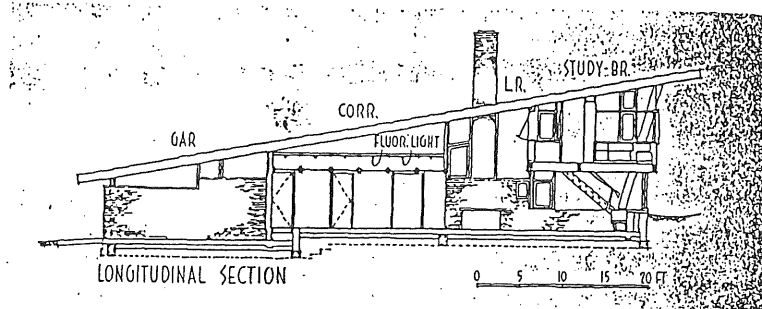 STUDY-BR.
L.R.
CORR.
GAR
FLUOR. LIGHT
LONGITUDINAL SECTION
0 5 10 15 20 FT